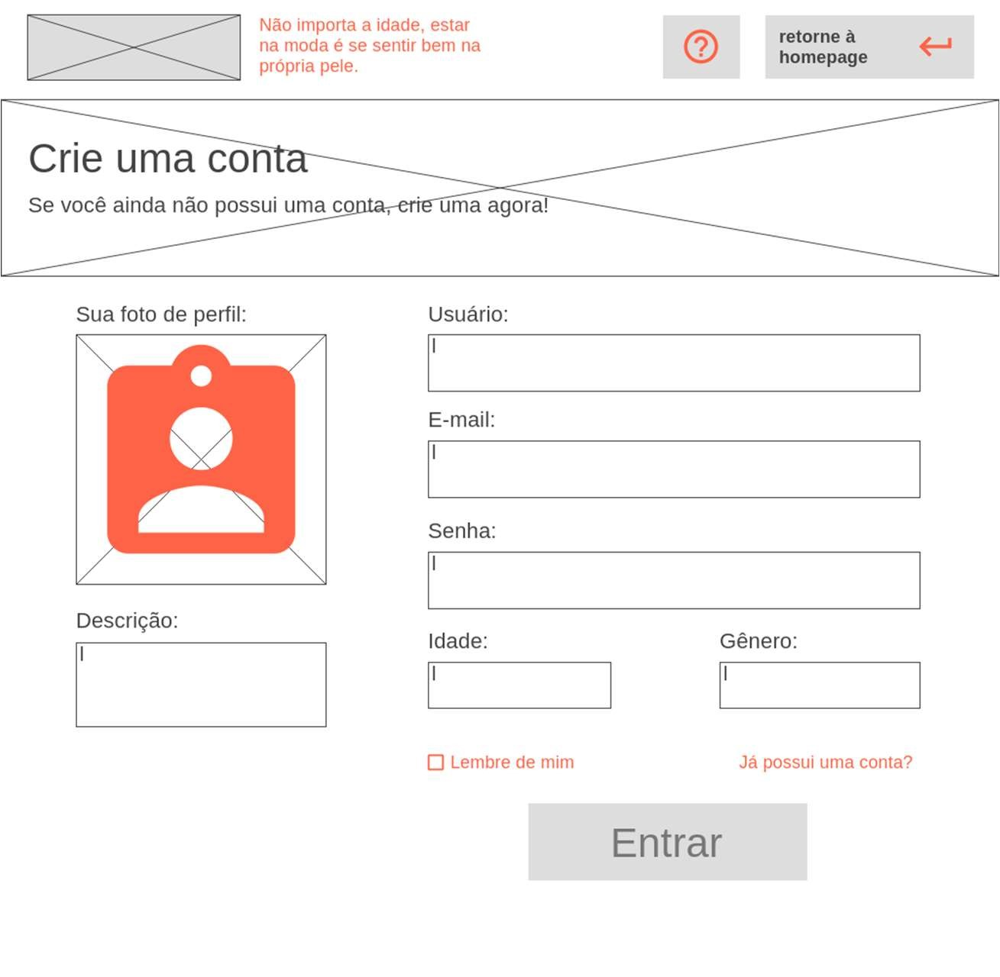 Não importa a idade, estar
na moda é se sentir bem na
própria pele.
retorne à
homepage
Crie uma conta
Se você ainda não possui uma conta, crie uma agora!
Sua foto de perfil:
Descrição:
Usuário:
E-mail:
Senha:
Idade:
Gênero:
Lembre de mim
Já possui uma conta?
Entrar